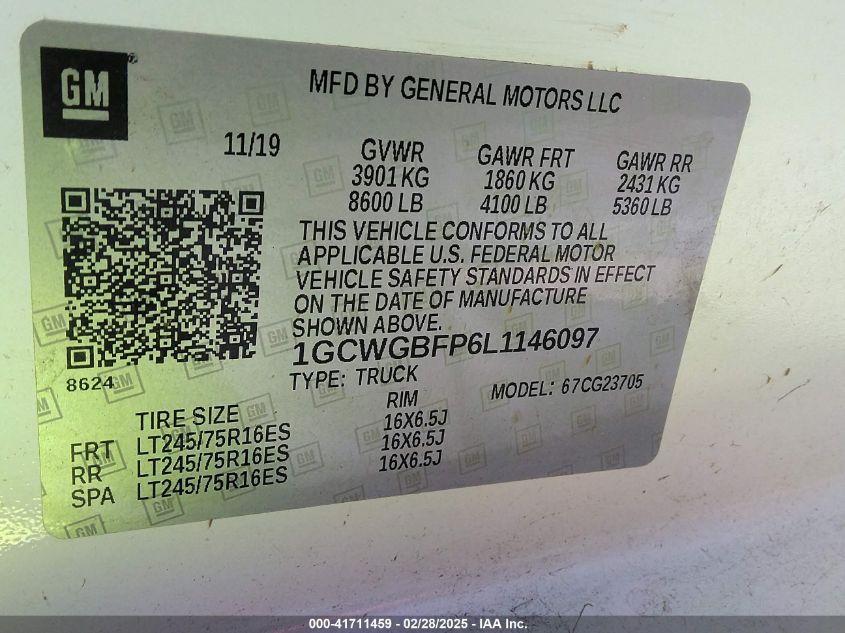 GM
MFD BY GENERAL MOTORS LLC
11/19
GVWR
3901 KG
8600 LB
GAWR FRT
1860 KG
4100 LB
GAWR RR
2431 KG
5360 LB
THIS VEHICLE CONFORMS TO ALL
APPLICABLE U.S. FEDERAL MOTOR
VEHICLE SAFETY STANDARDS IN EFFECT
ON THE DATE OF MANUFACTURE
SHOWN ABOVE.
1GCWGBFP6L1146097
8624
TYPE: TRUCK
MODEL: 67CG23705
TIRE SIZE RIM
FRT LT245/75R16ES 16X6.5J
RR LT245/75R16ES 16X6.5J
SPA LT245/75R16ES 16X6.5J
000-41711459 - 02/28/2025 - IAA Inc.